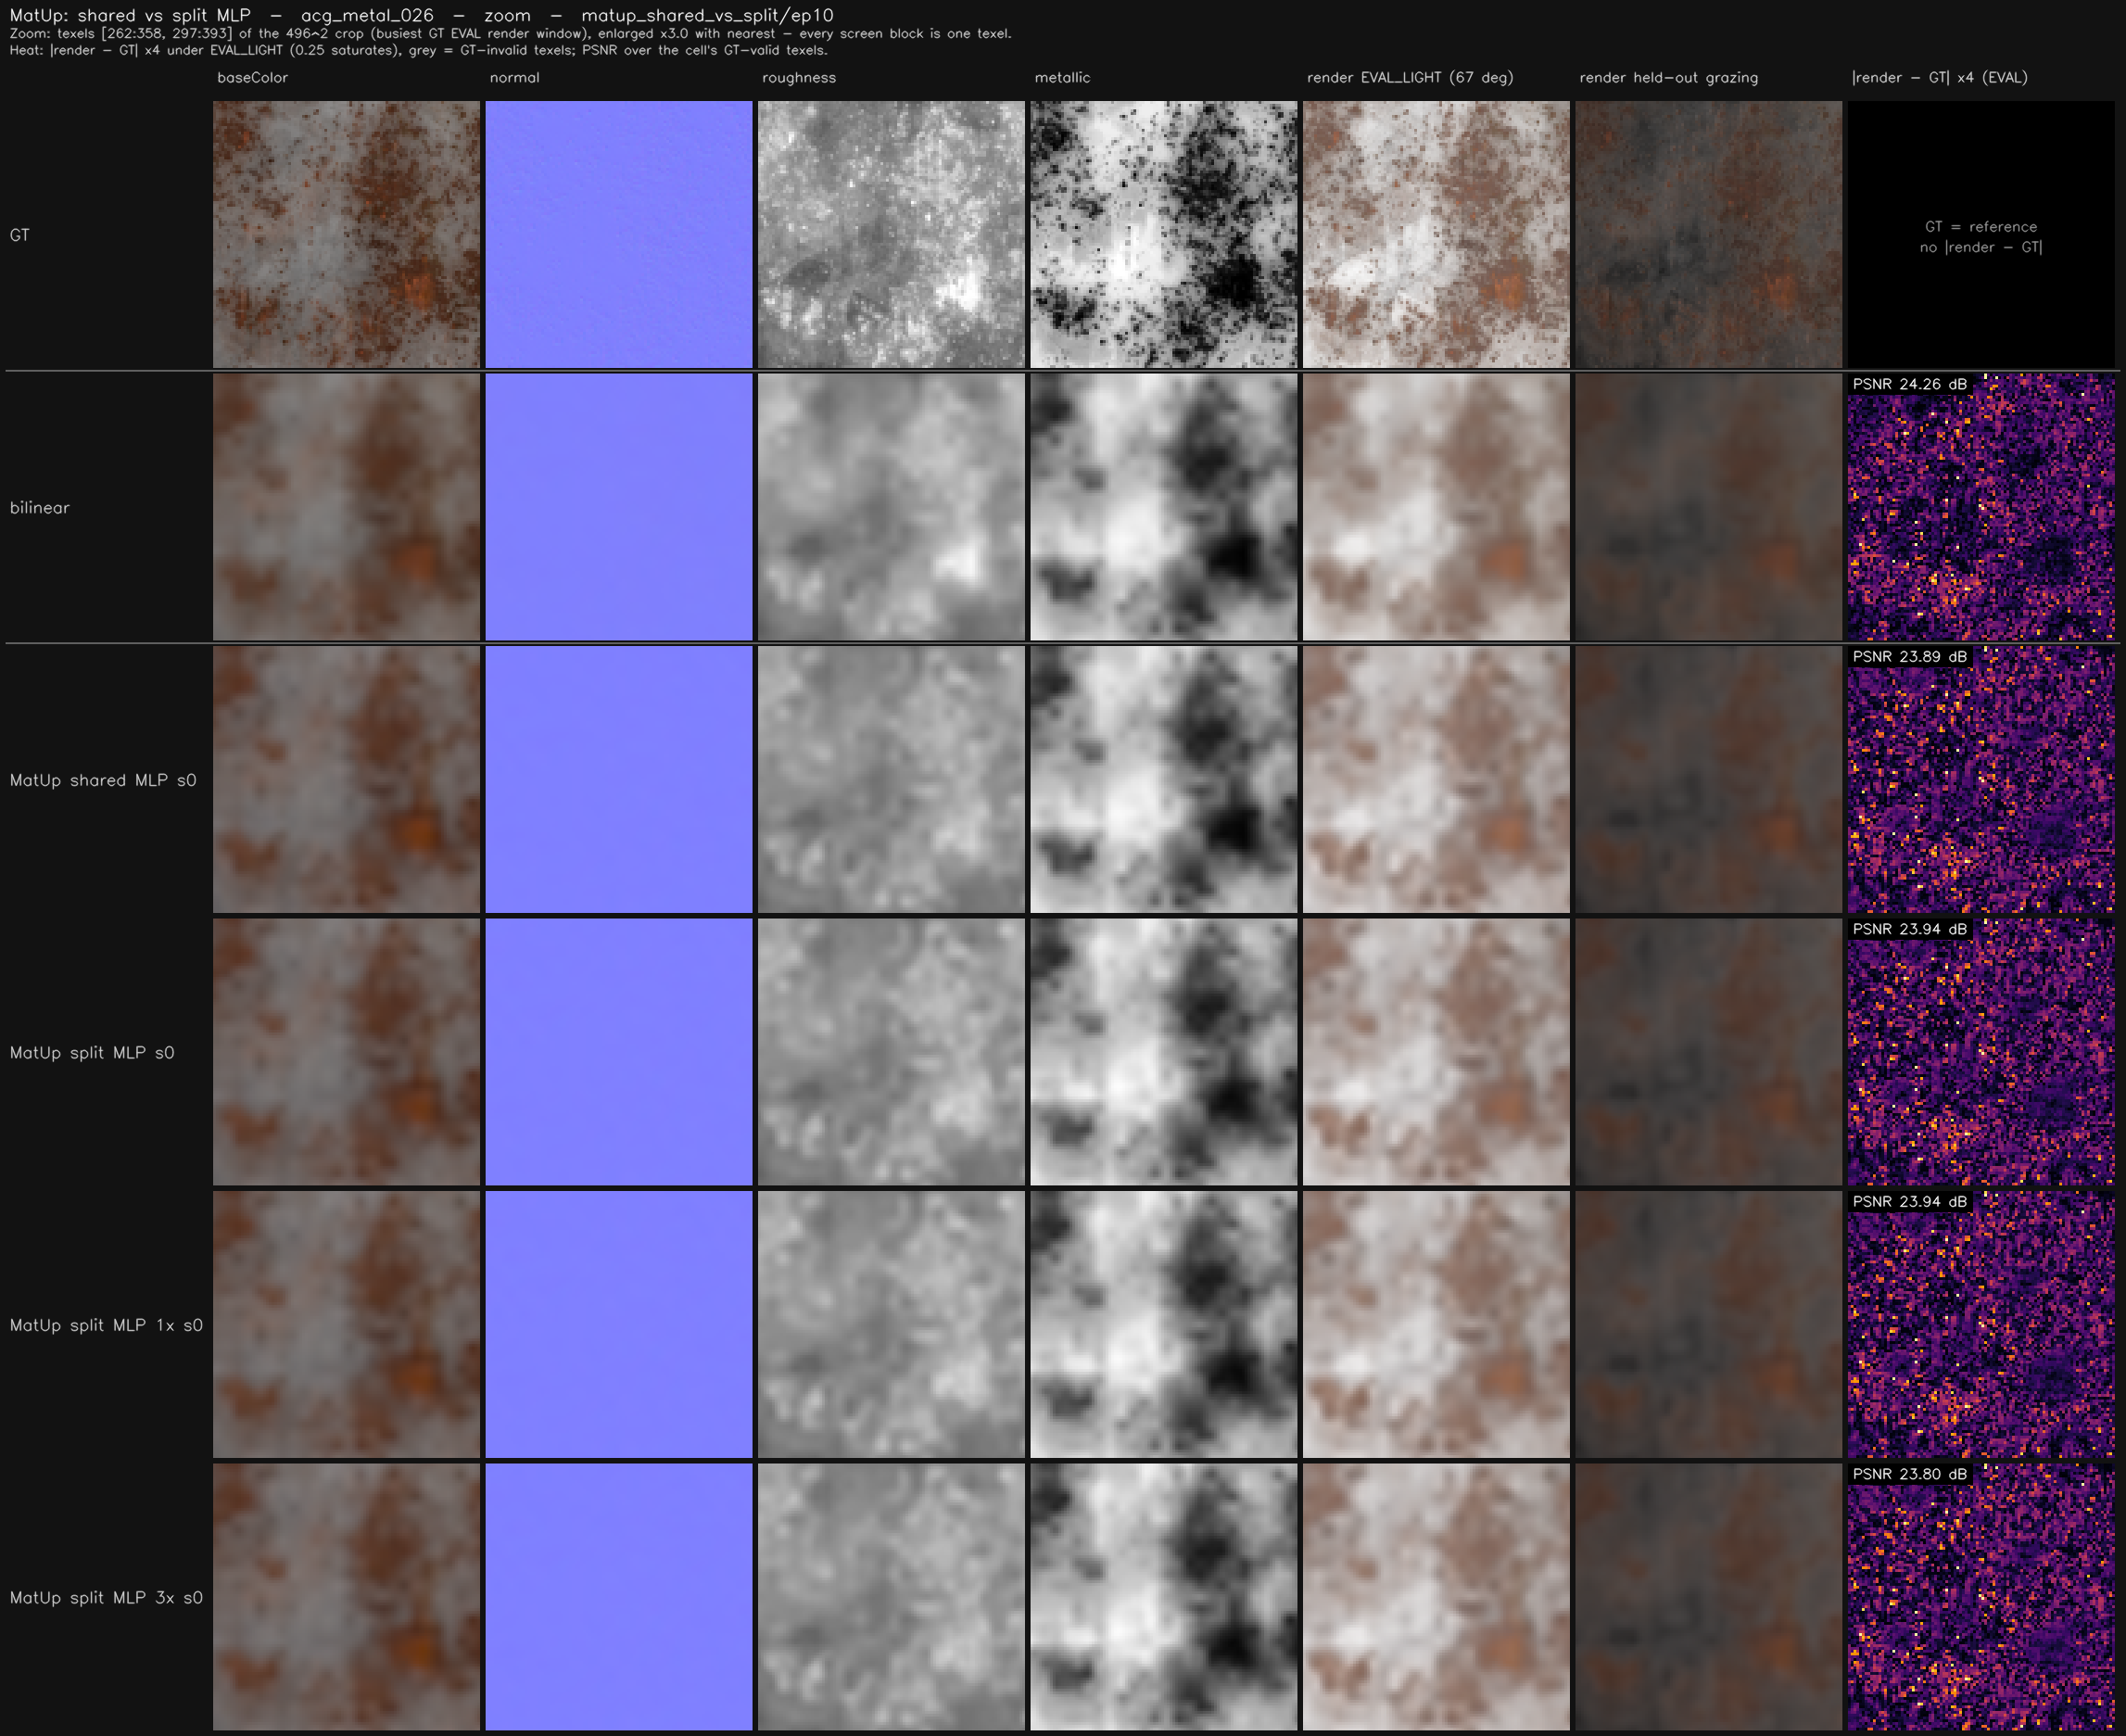 MatUp: shared vs split MLP — acg_metal_026 — zoom — matup_shared_vs_split/ep10
Zoom: texels [262:358, 297:393] of the 496^2 crop (busiest GT EVAL render window), enlarged x3.0 with nearest — every screen block is one texel.
Heat: |render − GT| x4 under EVAL_LIGHT (0.25 saturates), grey = GT-invalid texels; PSNR over the cell's GT-valid texels.
baseColor normal roughness metallic render EVAL_LIGHT (67 deg) render held-out grazing |render − GT| x4 (EVAL)
GT
GT = reference
no |render − GT|
bilinear
PSNR 24.26 dB
MatUp shared MLP s0
PSNR 23.89 dB
MatUp split MLP s0
PSNR 23.94 dB
MatUp split MLP 1x s0
PSNR 23.94 dB
MatUp split MLP 3x s0
PSNR 23.80 dB